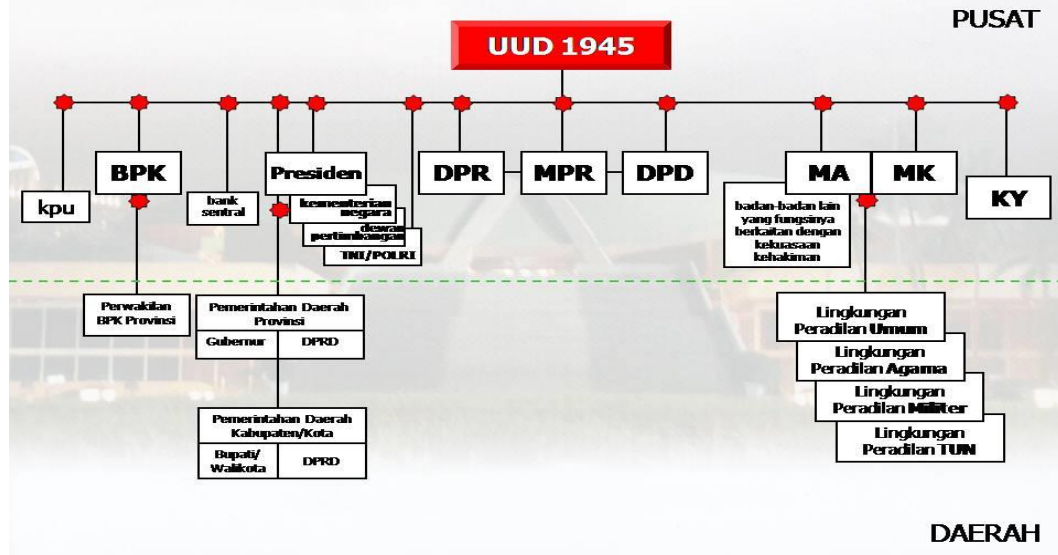 PUSAT
UUD 1945
kpu
BPK
bank
sentral
Presiden
kementerian
negara
dewan
pertimbangan
TNI/POLRI
DPR
MPR
DPD
MA
MK
KY
badan-badan lain
yang fungsinya
berkaitan dengan
kekuasaan
kehakiman
Perwakilan
BPK Provinsi
Pemerintahan Daerah
Provinsi
Gubernur
DPRD
Pemerintahan Daerah
Kabupaten/Kota
Bupati/
Walikota
DPRD
Lingkungan
Peradilan Umum
Lingkungan
Peradilan Agama
Lingkungan
Peradilan Militer
Lingkungan
Peradilan TUN
DAERAH